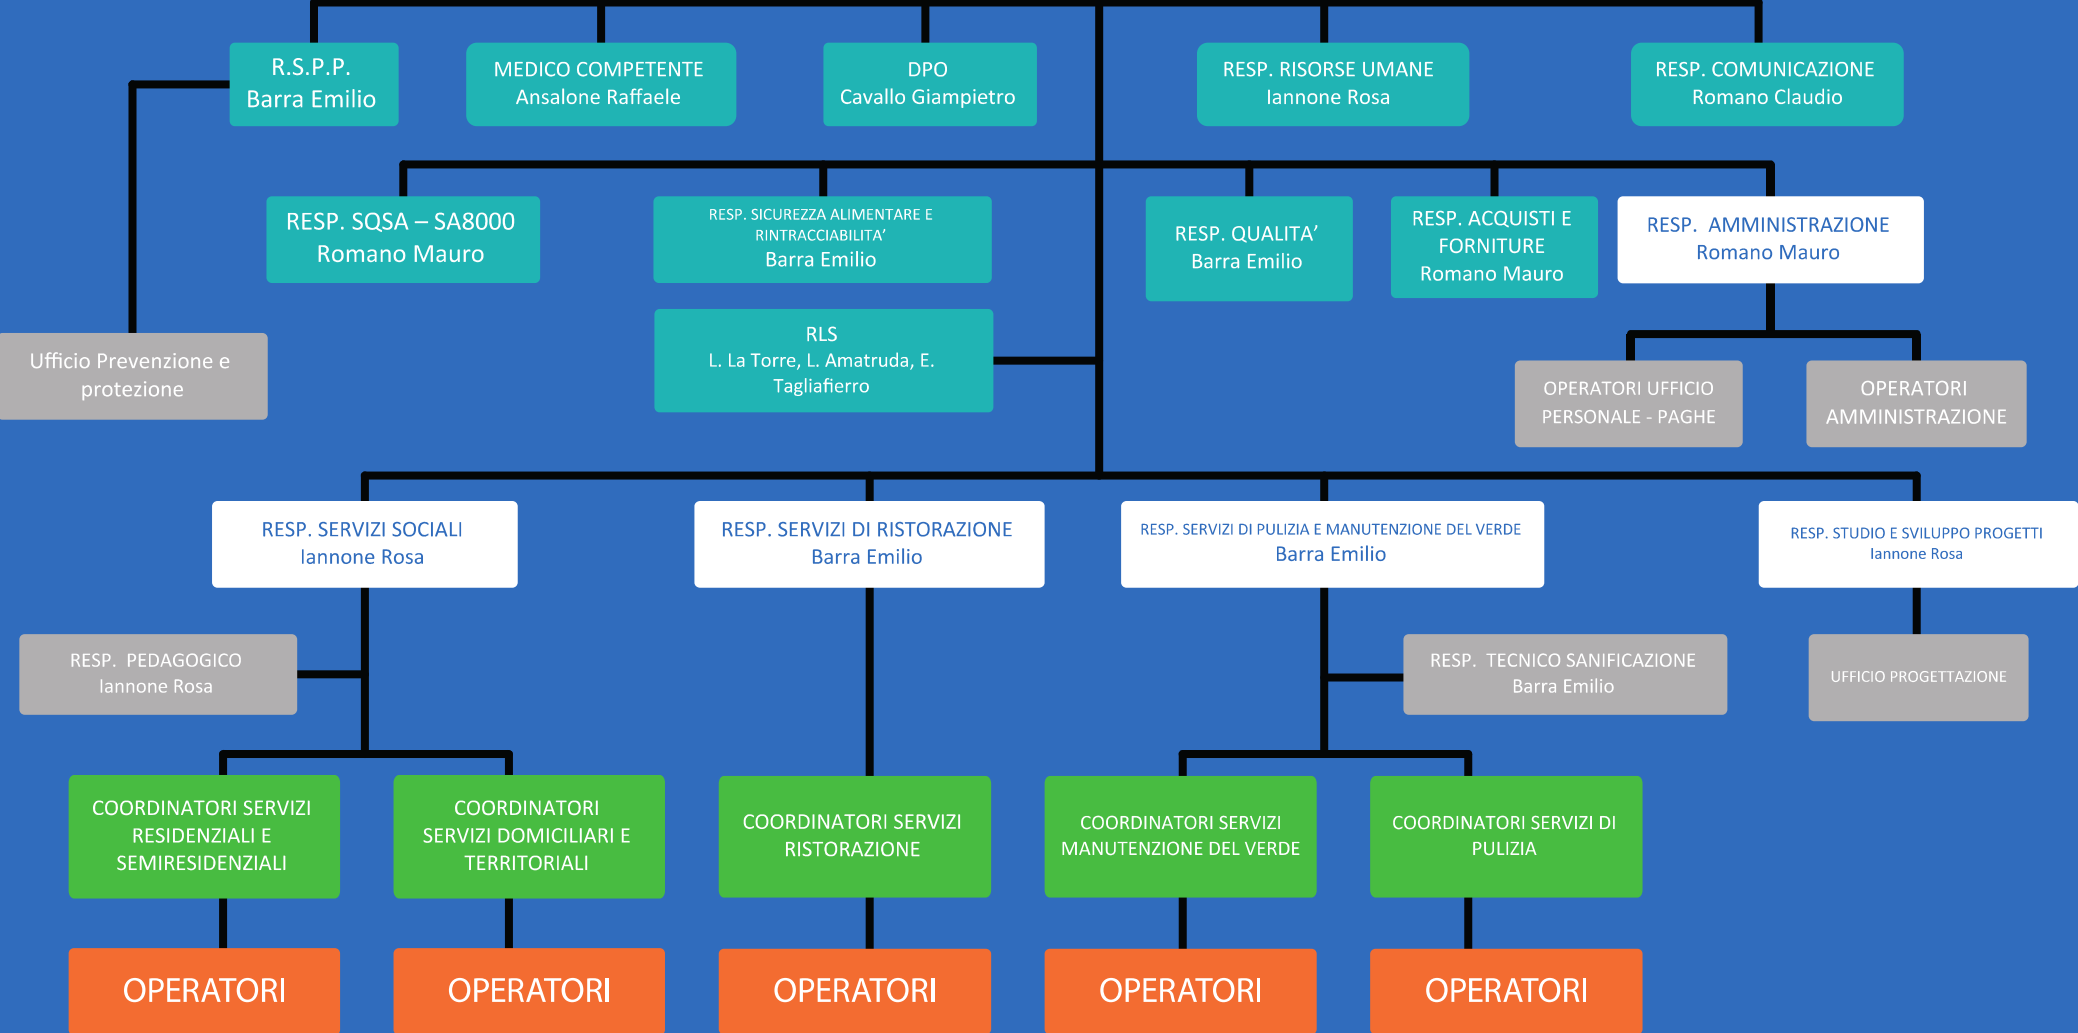 R.S.P.P.
Barra Emilio
MEDICO COMPETENTE
Ansalone Raffaele
DPO
Cavallo Giampietro
RESP. RISORSE UMANE
Iannone Rosa
RESP. COMUNICAZIONE
Romano Claudio
RESP. SQSA – SA8000
Romano Mauro
RESP. SICUREZZA ALIMENTARE E
RINTRACCIABILITA’
Barra Emilio
RESP. QUALITA’
Barra Emilio
RESP. ACQUISTI E
FORNITURE
Romano Mauro
RESP. AMMINISTRAZIONE
Romano Mauro
Ufficio Prevenzione e
protezione
RLS
L. La Torre, L. Amatruda, E.
Tagliafierro
OPERATORI UFFICIO
PERSONALE - PAGHE
OPERATORI
AMMINISTRAZIONE
RESP. SERVIZI SOCIALI
Iannone Rosa
RESP. SERVIZI DI RISTORAZIONE
Barra Emilio
RESP. SERVIZI DI PULIZIA E MANUTENZIONE DEL VERDE
Barra Emilio
RESP. STUDIO E SVILUPPO PROGETTI
Iannone Rosa
RESP. PEDAGOGICO
Iannone Rosa
RESP. TECNICO SANIFICAZIONE
Barra Emilio
UFFICIO PROGETTAZIONE
COORDINATORI SERVIZI
RESIDENZIALI E
SEMIRESIDENZIALI
COORDINATORI
SERVIZI DOMICILIARI E
TERRITORIALI
COORDINATORI SERVIZI
RISTORAZIONE
COORDINATORI SERVIZI
MANUTENZIONE DEL VERDE
COORDINATORI SERVIZI DI
PULIZIA
OPERATORI
OPERATORI
OPERATORI
OPERATORI
OPERATORI